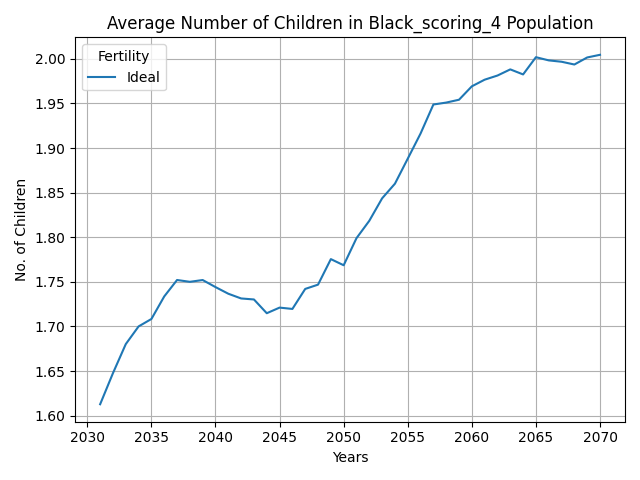 Average Number of Children in Black_scoring_4 Population
Fertility
Ideal
No. of Children
2.00
1.95
1.90
1.85
1.80
1.75
1.70
1.65
1.60
2030 2035 2040 2045 2050 2055 2060 2065 2070
Years